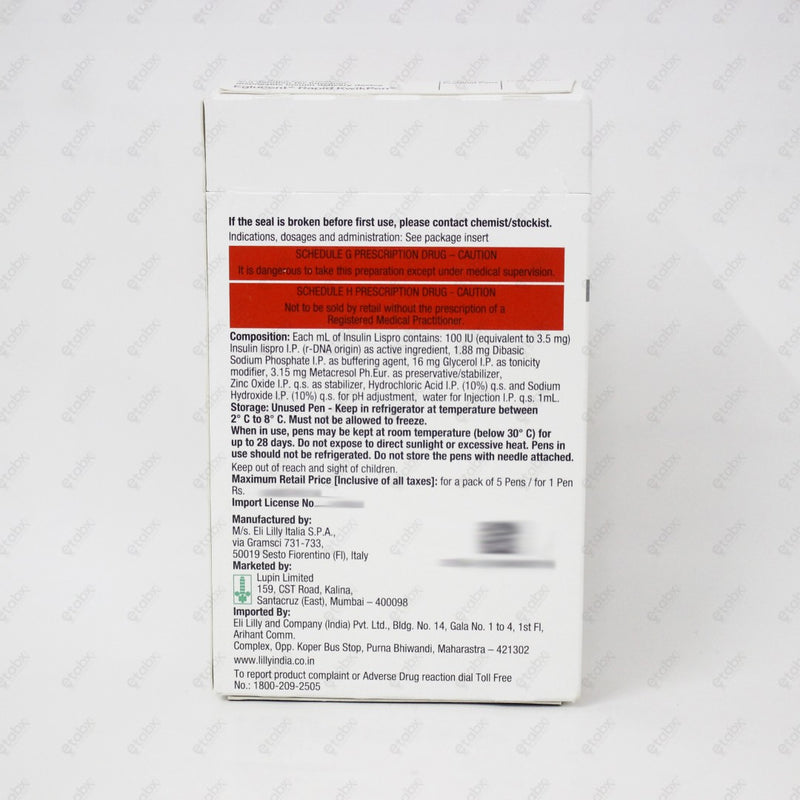 Eglucent® Rapid KwikPen®
If the seal is broken before first use, please contact chemist/stockist.
Indications, dosages and administration: See package insert
SCHEDULE G PRESCRIPTION DRUG – CAUTION
It is dangerous to take this preparation except under medical supervision.
SCHEDULE H PRESCRIPTION DRUG - CAUTION
Not to be sold by retail without the prescription of a
Registered Medical Practitioner.
Composition: Each mL of Insulin Lispro contains: 100 IU (equivalent to 3.5 mg)
Insulin lispro I.P. (r-DNA origin) as active ingredient, 1.88 mg Dibasic
Sodium Phosphate I.P. as buffering agent, 16 mg Glycerol I.P. as tonicity
modifier, 3.15 mg Metacresol Ph.Eur. as preservative/stabilizer,
Zinc Oxide I.P. q.s. as stabilizer, Hydrochloric Acid I.P. (10%) q.s. and Sodium
Hydroxide I.P. (10%) q.s. for pH adjustment, water for Injection I.P. q.s. 1mL.
Storage: Unused Pen - Keep in refrigerator at temperature between
2° C to 8° C. Must not be allowed to freeze.
When in use, pens may be kept at room temperature (below 30° C) for
up to 28 days. Do not expose to direct sunlight or excessive heat. Pens in
use should not be refrigerated. Do not store the pens with needle attached.
Keep out of reach and sight of children.
Maximum Retail Price [Inclusive of all taxes]: for a pack of 5 Pens / for 1 Pen
Rs.
Import License No
Manufactured by:
M/s. Eli Lilly Italia S.P.A.,
via Gramsci 731-733,
50019 Sesto Fiorentino (FI), Italy
Marketed by:
Lupin Limited
159, CST Road, Kalina,
Santacruz (East), Mumbai – 400098
Imported By:
Eli Lilly and Company (India) Pvt. Ltd., Bldg. No. 14, Gala No. 1 to 4, 1st Fl,
Arihant Comm.
Complex, Opp. Koper Bus Stop, Purna Bhiwandi, Maharastra – 421302
www.lillyindia.co.in
To report product complaint or Adverse Drug reaction dial Toll Free
No.: 1800-209-2505